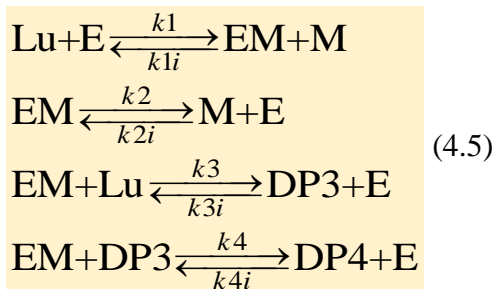 Lu+E ⇌ EM+M k1 k1i
EM ⇌ M+E k2 k2i
(4.5)
EM+Lu ⇌ DP3+E k3 k3i
EM+DP3 ⇌ DP4+E k4 k4i